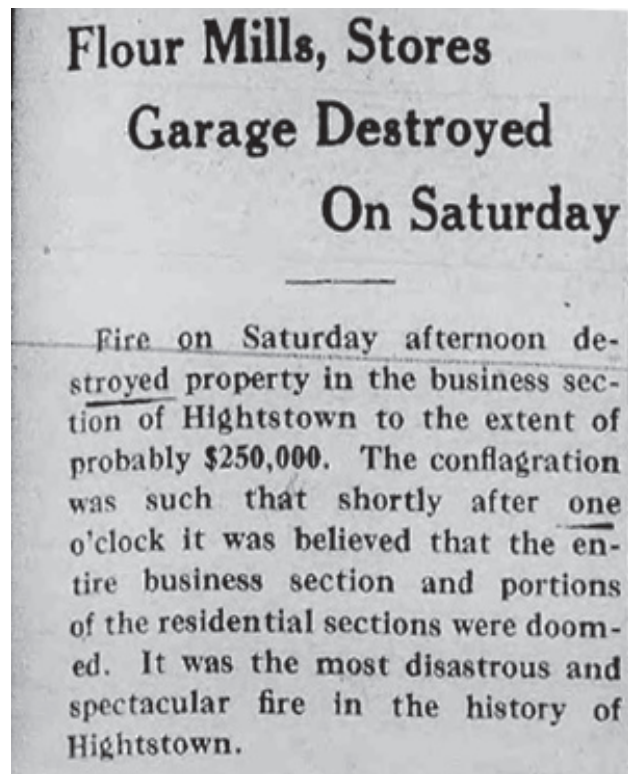 Flour Mills, Stores
Garage Destroyed
On Saturday
Fire on Saturday afternoon de-
stroyed property in the business sec-
tion of Hightstown to the extent of
probably $250,000. The conflagration
was such that shortly after one
o'clock it was believed that the en-
tire business section and portions
of the residential sections were doom-
ed. It was the most disastrous and
spectacular fire in the history of
Hightstown.